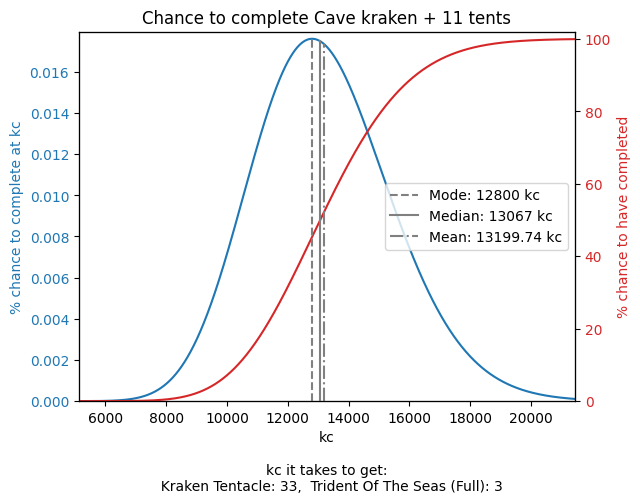 Chance to complete Cave kraken + 11 tents
% chance to complete at kc
0.016
0.014
0.012
0.010
0.008
0.006
0.004
0.002
0.000
Mode: 12800 kc
Median: 13067 kc
Mean: 13199.74 kc
100
80
60
40
20
0
% chance to have completed
6000 8000 10000 12000 14000 16000 18000 20000
kc
kc it takes to get:
Kraken Tentacle: 33, Trident Of The Seas (Full): 3